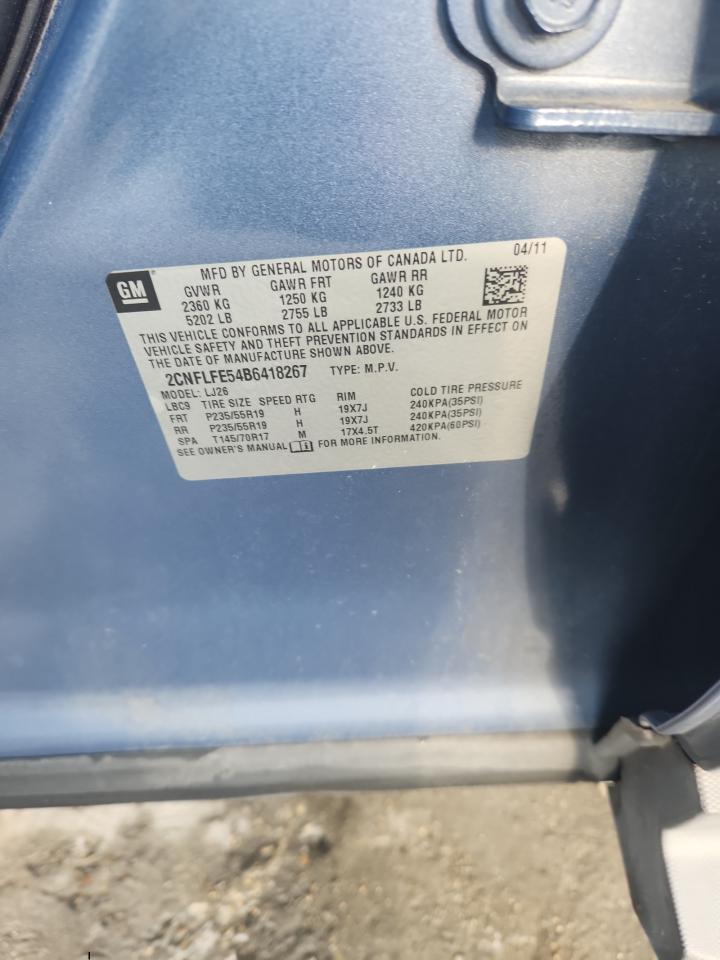 GM
MFD BY GENERAL MOTORS OF CANADA LTD. 04/11
GVWR GAWR FRT GAWR RR
2360 KG 1250 KG 1240 KG
5202 LB 2755 LB 2733 LB
THIS VEHICLE CONFORMS TO ALL APPLICABLE U.S. FEDERAL MOTOR
VEHICLE SAFETY AND THEFT PREVENTION STANDARDS IN EFFECT ON
THE DATE OF MANUFACTURE SHOWN ABOVE.
2CNFLFE54B6418267 TYPE: M.P.V.
MODEL: LJ26
LBC9 TIRE SIZE SPEED RTG RIM COLD TIRE PRESSURE
FRT P235/55R19 H 19X7J 240KPA(35PSI)
RR P235/55R19 H 19X7J 240KPA(35PSI)
SPA T145/70R17 M 17X4.5T 420KPA(60PSI)
SEE OWNER'S MANUAL FOR MORE INFORMATION.